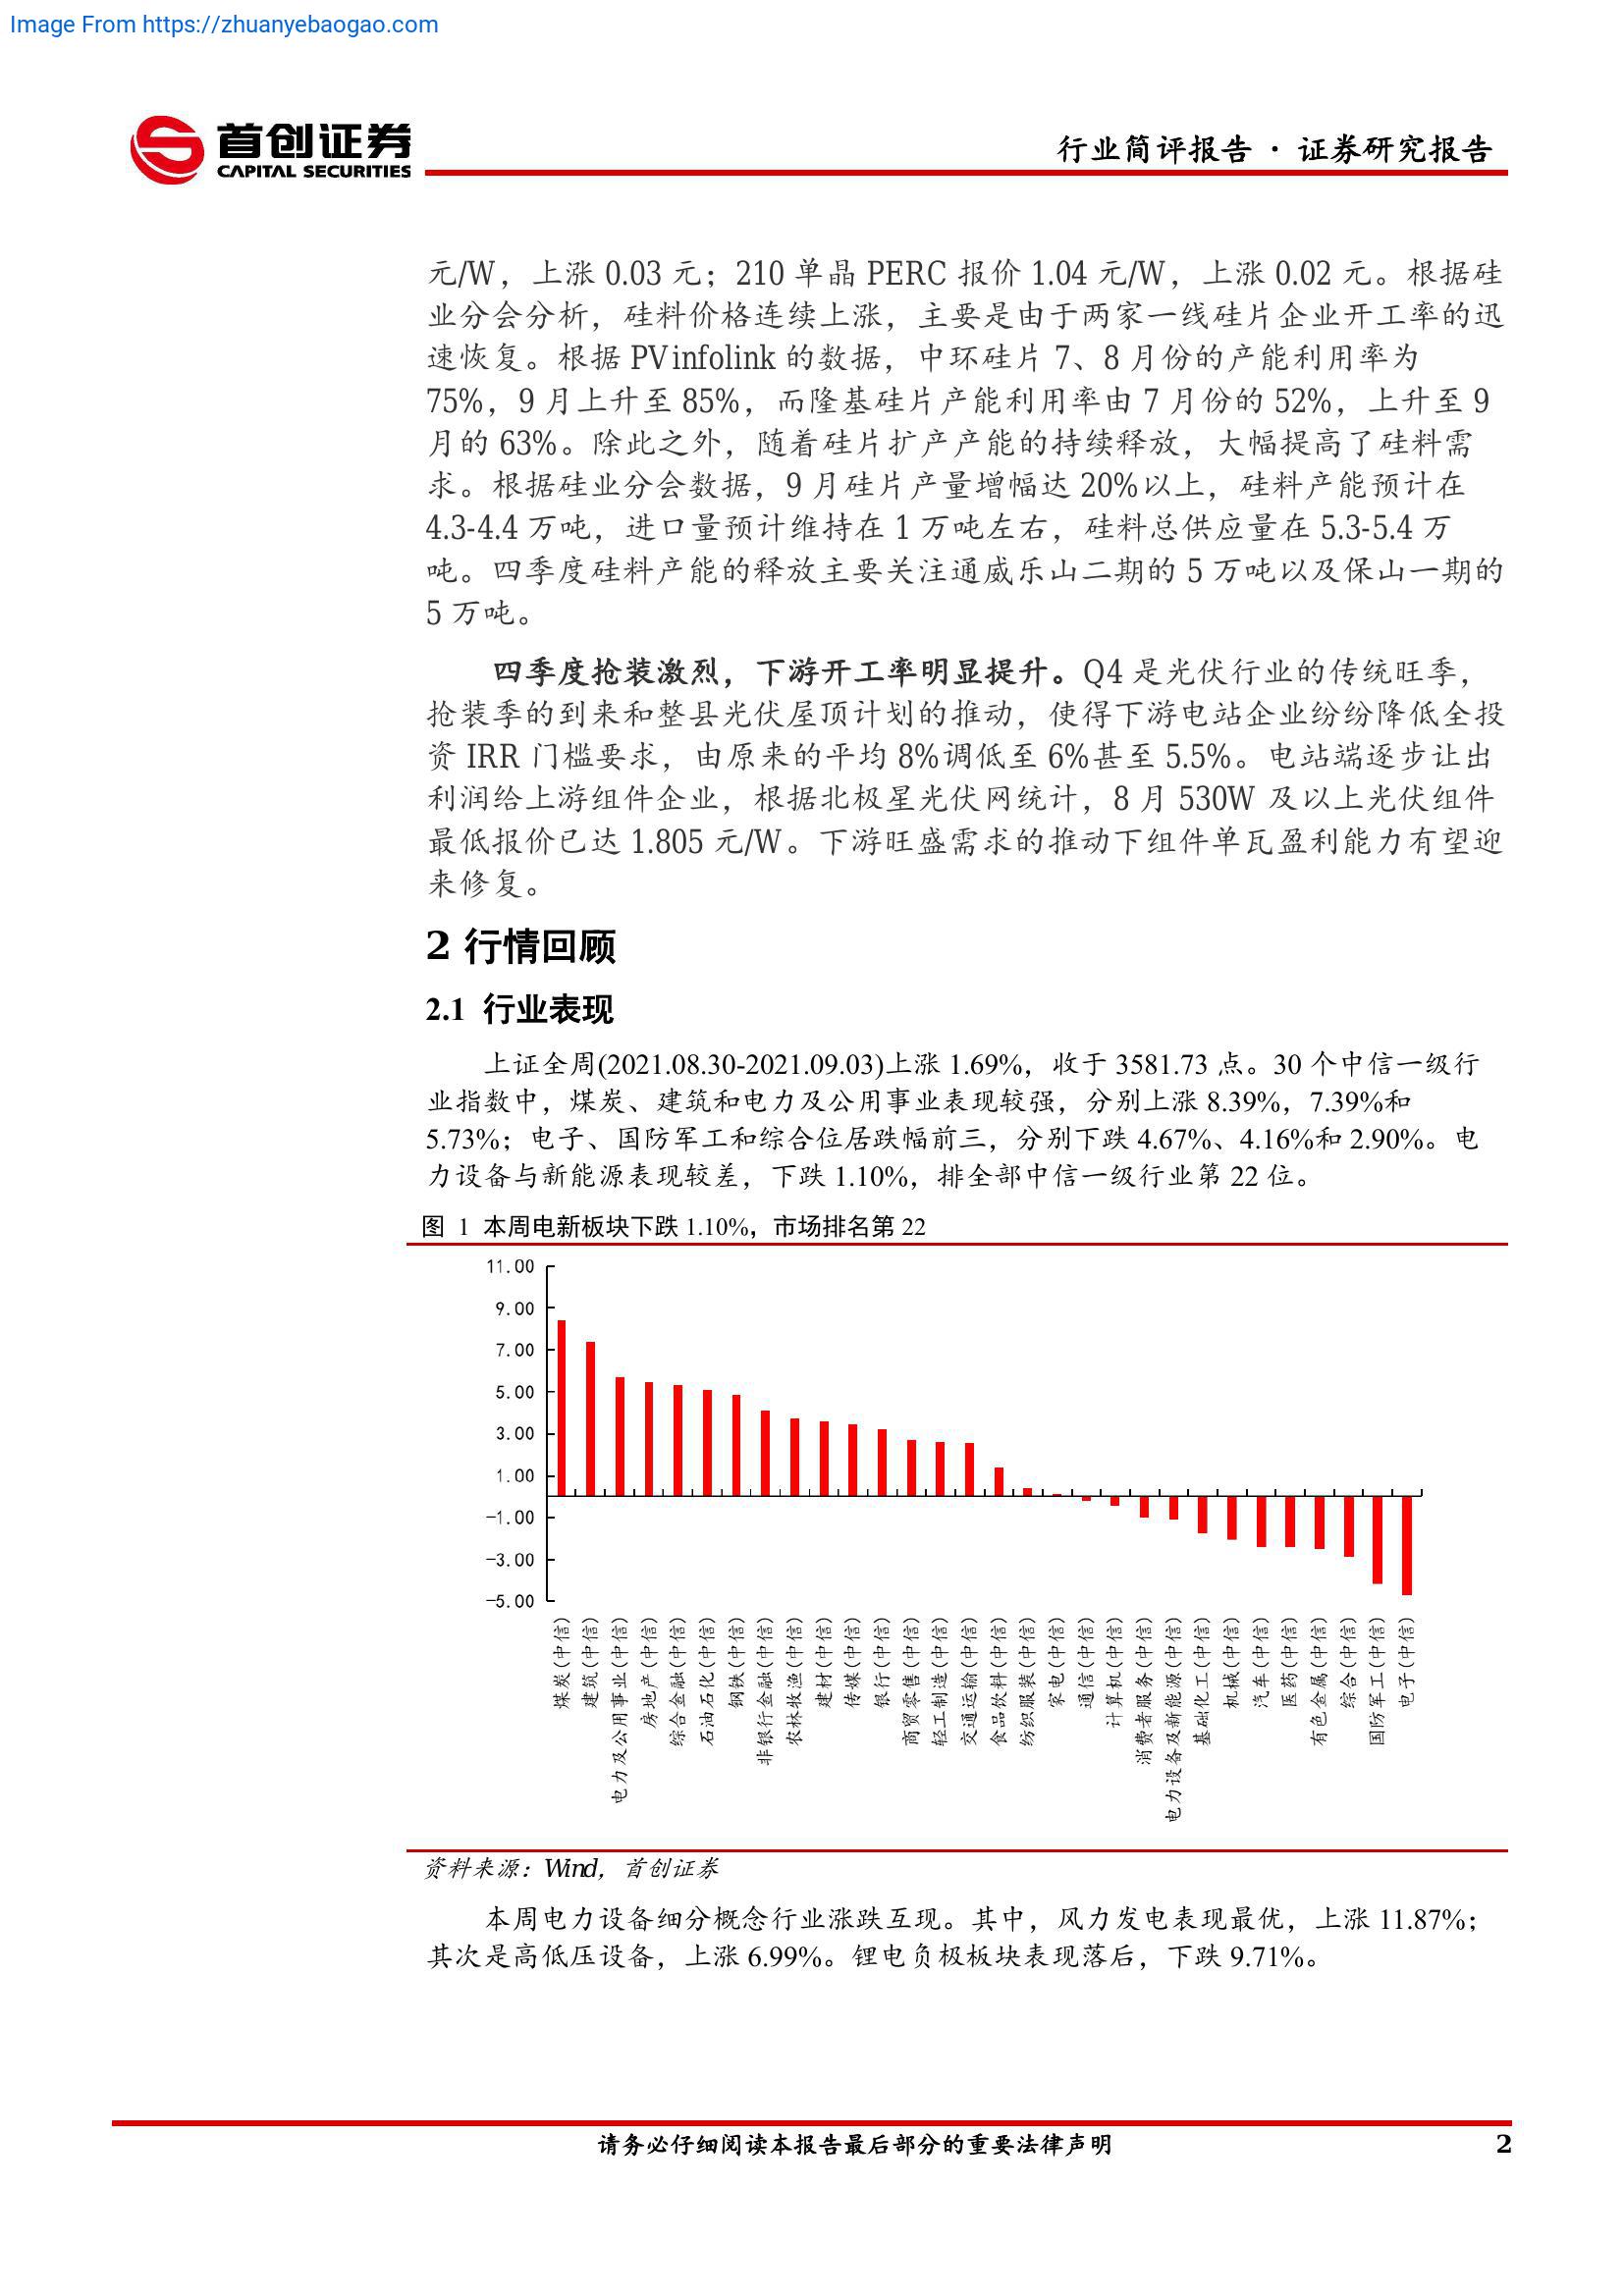 Image From https://zhuanyebaogao.com
首创证券
CAPITAL SECURITIES
行业简评报告·证券研究报告
元/W，上涨 0.03 元；210 单晶 PERC 报价 1.04 元/W，上涨 0.02 元。根据硅
业分会分析，硅料价格连续上涨，主要是由于两家一线硅片企业开工率的迅
速恢复。根据 PVinfolink 的数据，中环硅片 7、8 月份的产能利用率为
75%，9 月上升至 85%，而隆基硅片产能利用率由 7 月份的 52%，上升至 9
月的 63%。除此之外，随着硅片扩产产能的持续释放，大幅提高了硅料需
求。根据硅业分会数据，9 月硅片产量增幅达 20%以上，硅料产能预计在
4.3-4.4 万吨，进口量预计维持在 1 万吨左右，硅料总供应量在 5.3-5.4 万
吨。四季度硅料产能的释放主要关注通威乐山二期的 5 万吨以及保山一期的
5 万吨。
四季度抢装激烈，下游开工率明显提升。Q4 是光伏行业的传统旺季，
抢装季的到来和整县光伏屋顶计划的推动，使得下游电站企业纷纷降低全投
资 IRR 门槛要求，由原来的平均 8%调低至 6%甚至 5.5%。电站端逐步让出
利润给上游组件企业，根据北极星光伏网统计，8 月 530W 及以上光伏组件
最低报价已达 1.805 元/W。下游旺盛需求的推动下组件单瓦盈利能力有望迎
来修复。
2 行情回顾
2.1 行业表现
上证全周(2021.08.30-2021.09.03)上涨 1.69%，收于 3581.73 点。30 个中信一级行
业指数中，煤炭、建筑和电力及公用事业表现较强，分别上涨 8.39%，7.39%和
5.73%；电子、国防军工和综合位居跌幅前三，分别下跌 4.67%、4.16%和 2.90%。电
力设备与新能源表现较差，下跌 1.10%，排全部中信一级行业第 22 位。
图 1 本周电新板块下跌 1.10%，市场排名第 22
11.00
9.00
7.00
5.00
3.00
1.00
-1.00
-3.00
-5.00
煤炭(中信)
建筑(中信)
电力及公用事业(中信)
房地产(中信)
综合金融(中信)
石油石化(中信)
钢铁(中信)
非银行金融(中信)
农林牧渔(中信)
建材(中信)
传媒(中信)
银行(中信)
商贸零售(中信)
轻工制造(中信)
交通运输(中信)
食品饮料(中信)
纺织服装(中信)
家电(中信)
通信(中信)
计算机(中信)
消费者服务(中信)
电力设备及新能源(中信)
基础化工(中信)
机械(中信)
汽车(中信)
医药(中信)
有色金属(中信)
综合(中信)
国防军工(中信)
电子(中信)
资料来源：Wind，首创证券
本周电力设备细分概念行业涨跌互现。其中，风力发电表现最优，上涨 11.87%；
其次是高低压设备，上涨 6.99%。锂电负极板块表现落后，下跌 9.71%。
请务必仔细阅读本报告最后部分的重要法律声明
2